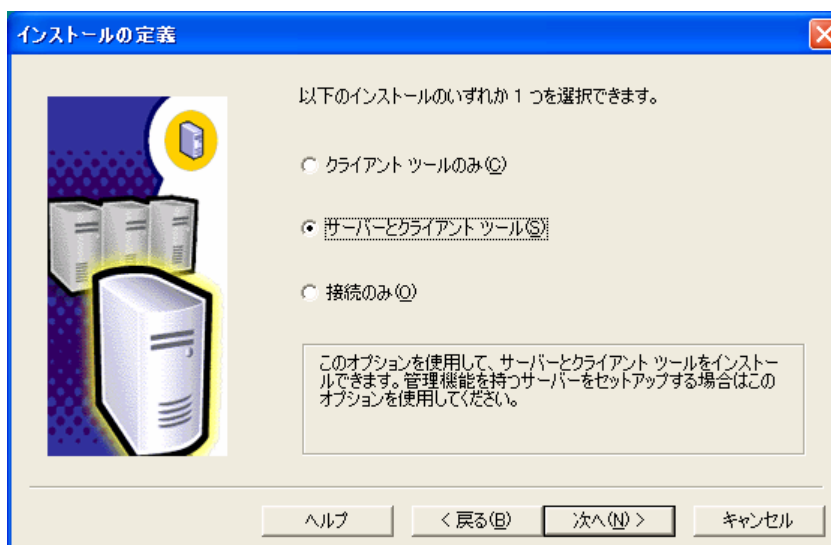 インストールの定義
以下のインストールのいずれか 1 つを選択できます。
クライアント ツールのみ(C)
サーバーとクライアント ツール(S)
接続のみ(O)
このオプションを使用して、サーバーとクライアント ツールをインストー
ルできます。管理機能を持つサーバーをセットアップする場合はこの
オプションを使用してください。
ヘルプ
< 戻る(B)
次へ(N) >
キャンセル